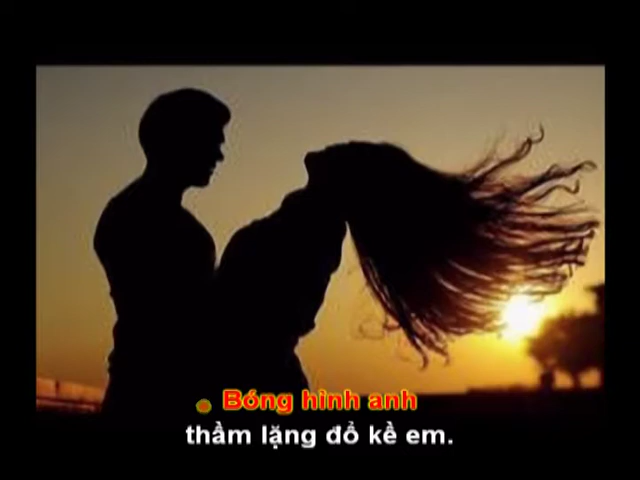 Bóng hình anh
thầm lặng đổ kề em.